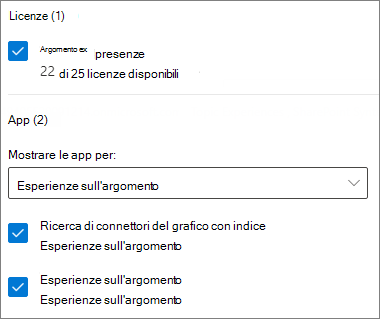 Licenze (1)
Argomento ex presenze
22 di 25 licenze disponibili
App (2)
Mostrare le app per:
Esperienze sull'argomento
Ricerca di connettori del grafico con indice
Esperienze sull'argomento
Esperienze sull'argomento
Esperienze sull'argomento